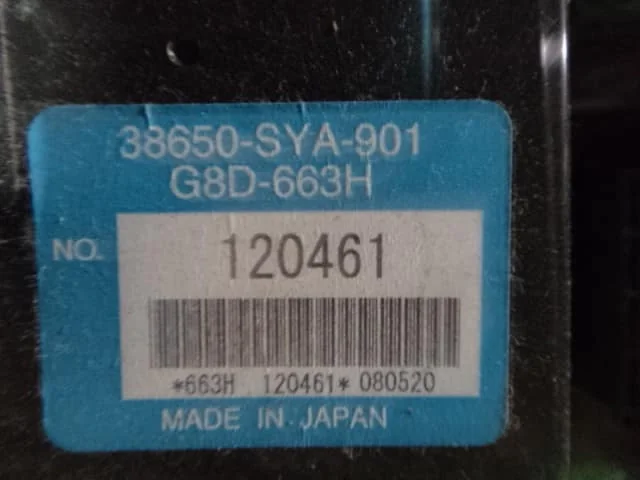 38650-SYA-901
G8D-663H
NO. 120461
*663H 120461* 080520
MADE IN JAPAN